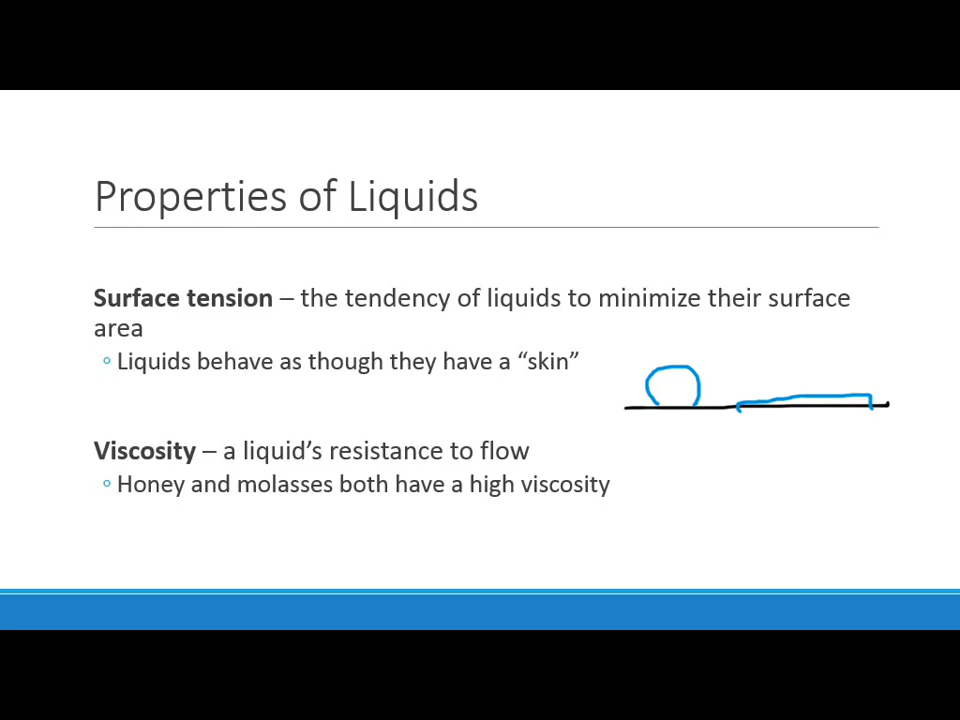 Properties of Liquids
Surface tension – the tendency of liquids to minimize their surface
area
◦ Liquids behave as though they have a “skin”
Viscosity – a liquid’s resistance to flow
◦ Honey and molasses both have a high viscosity